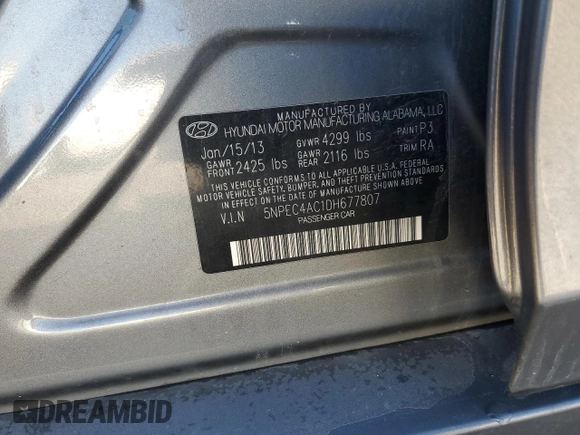 MANUFACTURED BY
HYUNDAI MOTOR MANUFACTURING ALABAMA, LLC
Jan/15/13 GVWR 4299 lbs PAINT P3
GAWR FRONT 2425 lbs GAWR REAR 2116 lbs TRIM RA
THIS VEHICLE CONFORMS TO ALL APPLICABLE U.S.A FEDERAL
MOTOR VEHICLE SAFETY, BUMPER, AND THEFT PREVENTION STANDARDS
IN EFFECT ON THE DATE OF MANUFACTURE SHOWN ABOVE.
V.I.N 5NPEC4AC1DH677807
PASSENGER CAR
DREAMBID